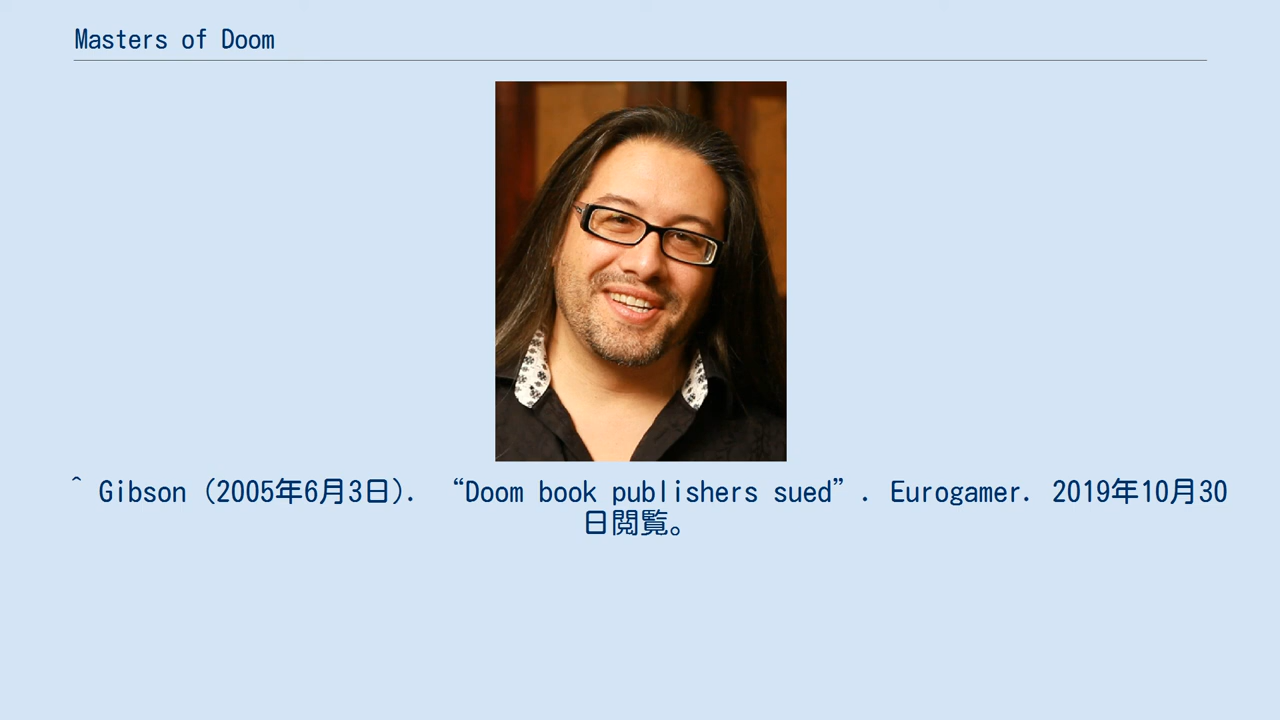 Masters of Doom
^ Gibson (2005年6月3日). “Doom book publishers sued”. Eurogamer. 2019年10月30
日閲覧。